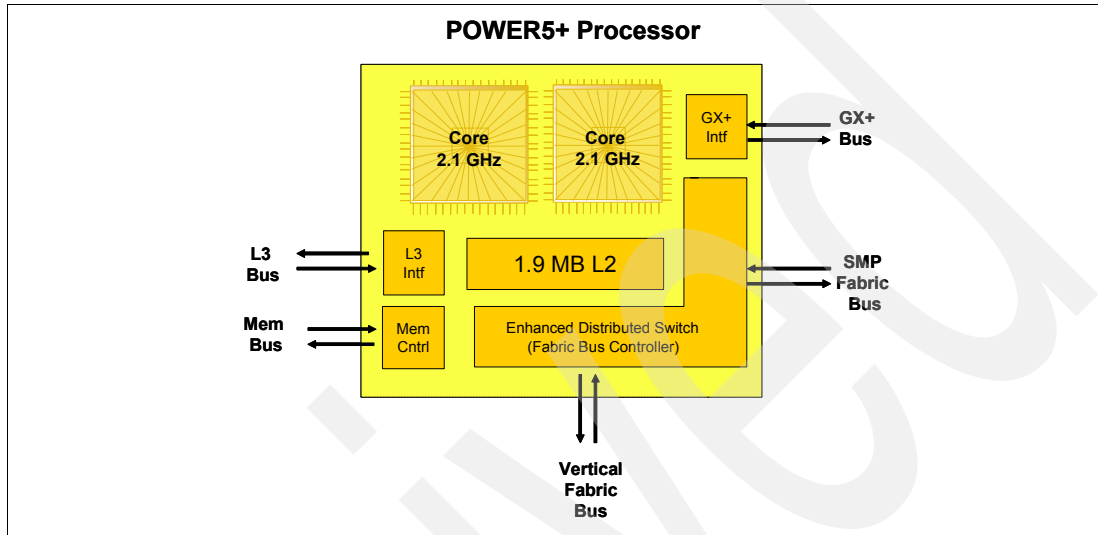 POWER5+ Processor
Core
2.1 GHz
Core
2.1 GHz
GX+
Intf
GX+
Bus
L3
Bus
L3
Intf
1.9 MB L2
SMP
Fabric
Bus
Mem
Bus
Mem
Cntrl
Enhanced Distributed Switch
(Fabric Bus Controller)
Vertical
Fabric
Bus